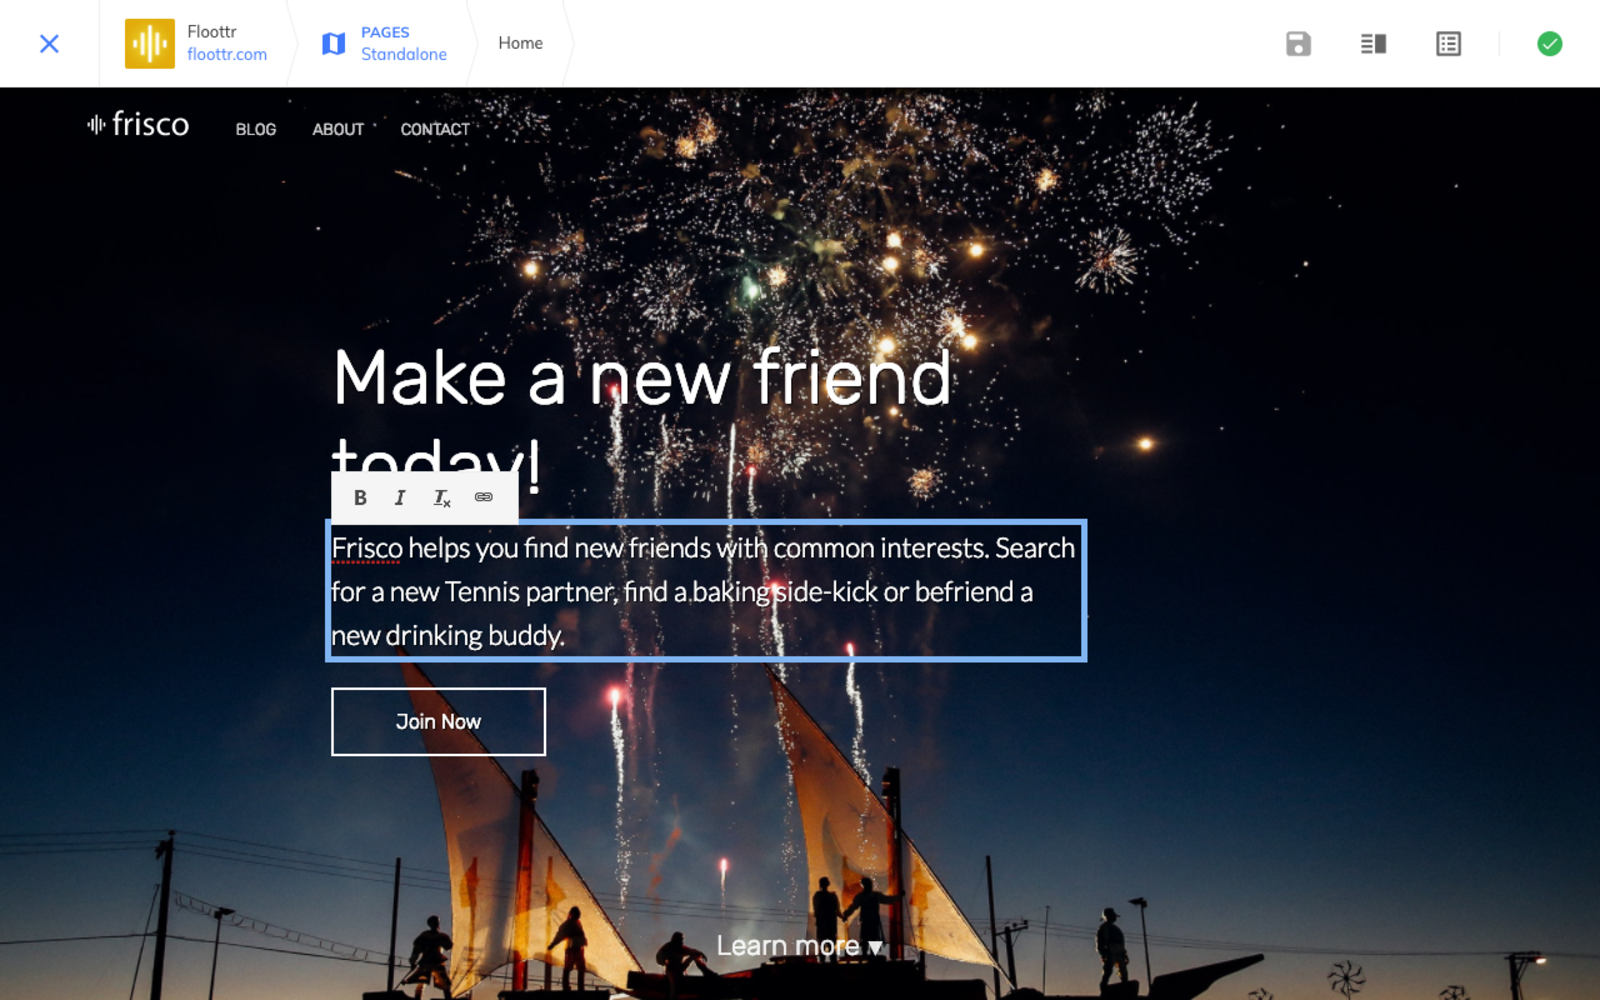 Floottr
floottr.com
PAGES
Standalone
Home
frisco
BLOG
ABOUT
CONTACT
Make a new friend
today!
B I Tx
Frisco helps you find new friends with common interests. Search
for a new Tennis partner, find a baking side-kick or befriend a
new drinking buddy.
Join Now
Learn more ▾